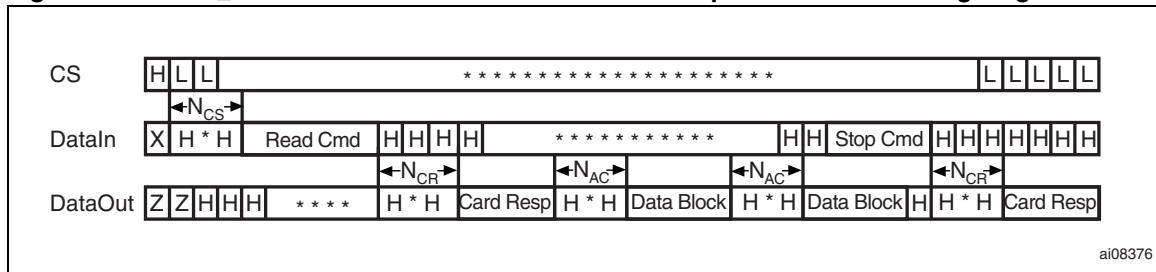 CS H L L * * * * * * * * * * * * * * * * * * * * * L L L L L
N_CS
DataIn X H * H Read Cmd H H H H * * * * * * * * * * * H H Stop Cmd H H H H H H H
N_CR N_AC N_AC N_CR
DataOut Z Z H H H * * * * H * H Card Resp H * H Data Block H * H Data Block H H * H Card Resp
ai08376